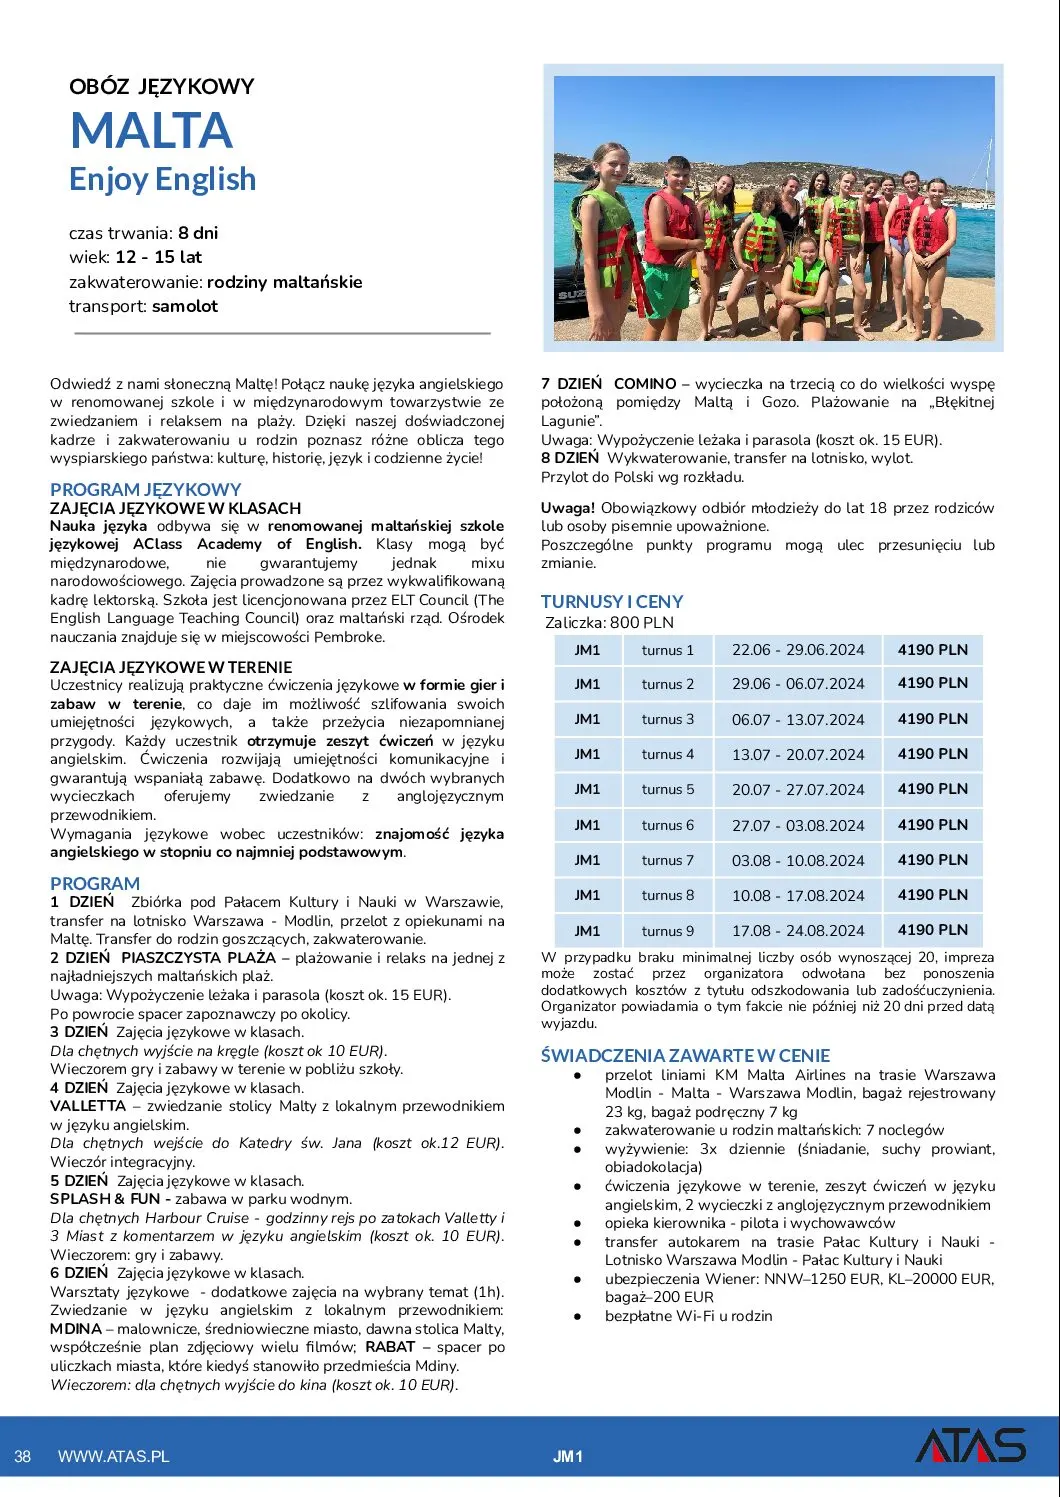 OBÓZ JĘZYKOWY
MALTA
Enjoy English
czas trwania: 8 dni
wiek: 12 - 15 lat
zakwaterowanie: rodziny maltańskie
transport: samolot
SUZ
Odwiedź z nami słoneczną Maltę! Połącz naukę języka angielskiego
w renomowanej szkole i w międzynarodowym towarzystwie ze
zwiedzaniem i relaksem na plaży. Dzięki naszej doświadczonej
kadrze i zakwaterowaniu u rodzin poznasz różne oblicza tego
wyspiarskiego państwa: kulturę, historię, język i codzienne życie!
PROGRAM JĘZYKOWY
ZAJĘCIA JĘZYKOWE W KLASACH
Nauka języka odbywa się w renomowanej maltańskiej szkole
językowej AClass Academy of English. Klasy mogą być
międzynarodowe, nie gwarantujemy jednak mixu
narodowościowego. Zajęcia prowadzone są przez wykwalifikowaną
kadrę lektorską. Szkoła jest licencjonowana przez ELT Council (The
English Language Teaching Council) oraz maltański rząd. Ośrodek
nauczania znajduje się w miejscowości Pembroke.
ZAJĘCIA JĘZYKOWE W TERENIE
Uczestnicy realizują praktyczne ćwiczenia językowe w formie gier i
zabaw w terenie, co daje im możliwość szlifowania swoich
umiejętności językowych, a także przeżycia niezapomnianej
przygody. Każdy uczestnik otrzymuje zeszyt ćwiczeń w języku
angielskim. Ćwiczenia rozwijają umiejętności komunikacyjne i
gwarantują wspaniałą zabawę. Dodatkowo na dwóch wybranych
wycieczkach oferujemy zwiedzanie z anglojęzycznym
przewodnikiem.
Wymagania językowe wobec uczestników: znajomość języka
angielskiego w stopniu co najmniej podstawowym.
PROGRAM
1 DZIEŃ Zbiórka pod Pałacem Kultury i Nauki w Warszawie,
transfer na lotnisko Warszawa - Modlin, przelot z opiekunami na
Maltę. Transfer do rodzin goszczących, zakwaterowanie.
2 DZIEŃ PIASZCZYSTA PLAŻA – plażowanie i relaks na jednej z
najładniejszych maltańskich plaż.
Uwaga: Wypożyczenie leżaka i parasola (koszt ok. 15 EUR).
Po powrocie spacer zapoznawczy po okolicy.
3 DZIEŃ Zajęcia językowe w klasach.
Dla chętnych wyjście na kręgle (koszt ok 10 EUR).
Wieczorem gry i zabawy w terenie w pobliżu szkoły.
4 DZIEŃ Zajęcia językowe w klasach.
VALLETTA – zwiedzanie stolicy Malty z lokalnym przewodnikiem
w języku angielskim.
Dla chętnych wejście do Katedry św. Jana (koszt ok.12 EUR).
Wieczór integracyjny.
5 DZIEŃ Zajęcia językowe w klasach.
SPLASH & FUN - zabawa w parku wodnym.
Dla chętnych Harbour Cruise - godzinny rejs po zatokach Valletty i
3 Miast z komentarzem w języku angielskim (koszt ok. 10 EUR).
Wieczorem: gry i zabawy.
6 DZIEŃ Zajęcia językowe w klasach.
Warsztaty językowe - dodatkowe zajęcia na wybrany temat (1h).
Zwiedzanie w języku angielskim z lokalnym przewodnikiem:
MDINA – malownicze, średniowieczne miasto, dawna stolica Malty,
współcześnie plan zdjęciowy wielu filmów; RABAT – spacer po
uliczkach miasta, które kiedyś stanowiło przedmieścia Mdiny.
Wieczorem: dla chętnych wyjście do kina (koszt ok. 10 EUR).
7 DZIEŃ COMINO – wycieczka na trzecią co do wielkości wyspę
położoną pomiędzy Maltą i Gozo. Plażowanie na „Błękitnej
Lagunie”.
Uwaga: Wypożyczenie leżaka i parasola (koszt ok. 15 EUR).
8 DZIEŃ Wykwaterowanie, transfer na lotnisko, wylot.
Przylot do Polski wg rozkładu.
Uwaga! Obowiązkowy odbiór młodzieży do lat 18 przez rodziców
lub osoby pisemnie upoważnione.
Poszczególne punkty programu mogą ulec przesunięciu lub
zmianie.
TURNUSY I CENY
Zaliczka: 800 PLN
JM1 turnus 1 22.06 - 29.06.2024 4190 PLN
JM1 turnus 2 29.06 - 06.07.2024 4190 PLN
JM1 turnus 3 06.07 - 13.07.2024 4190 PLN
JM1 turnus 4 13.07 - 20.07.2024 4190 PLN
JM1 turnus 5 20.07 - 27.07.2024 4190 PLN
JM1 turnus 6 27.07 - 03.08.2024 4190 PLN
JM1 turnus 7 03.08 - 10.08.2024 4190 PLN
JM1 turnus 8 10.08 - 17.08.2024 4190 PLN
JM1 turnus 9 17.08 - 24.08.2024 4190 PLN
W przypadku braku minimalnej liczby osób wynoszącej 20, impreza
może zostać przez organizatora odwołana bez ponoszenia
dodatkowych kosztów z tytułu odszkodowania lub zadośćuczynienia.
Organizator powiadamia o tym fakcie nie później niż 20 dni przed datą
wyjazdu.
ŚWIADCZENIA ZAWARTE W CENIE
● przelot liniami KM Malta Airlines na trasie Warszawa
Modlin - Malta - Warszawa Modlin, bagaż rejestrowany
23 kg, bagaż podręczny 7 kg
● zakwaterowanie u rodzin maltańskich: 7 noclegów
● wyżywienie: 3x dziennie (śniadanie, suchy prowiant,
obiadokolacja)
● ćwiczenia językowe w terenie, zeszyt ćwiczeń w języku
angielskim, 2 wycieczki z anglojęzycznym przewodnikiem
● opieka kierownika - pilota i wychowawców
● transfer autokarem na trasie Pałac Kultury i Nauki -
Lotnisko Warszawa Modlin - Pałac Kultury i Nauki
● ubezpieczenia Wiener: NNW–1250 EUR, KL–20000 EUR,
bagaż–200 EUR
● bezpłatne Wi-Fi u rodzin
38 WWW.ATAS.PL JM1 ATAS